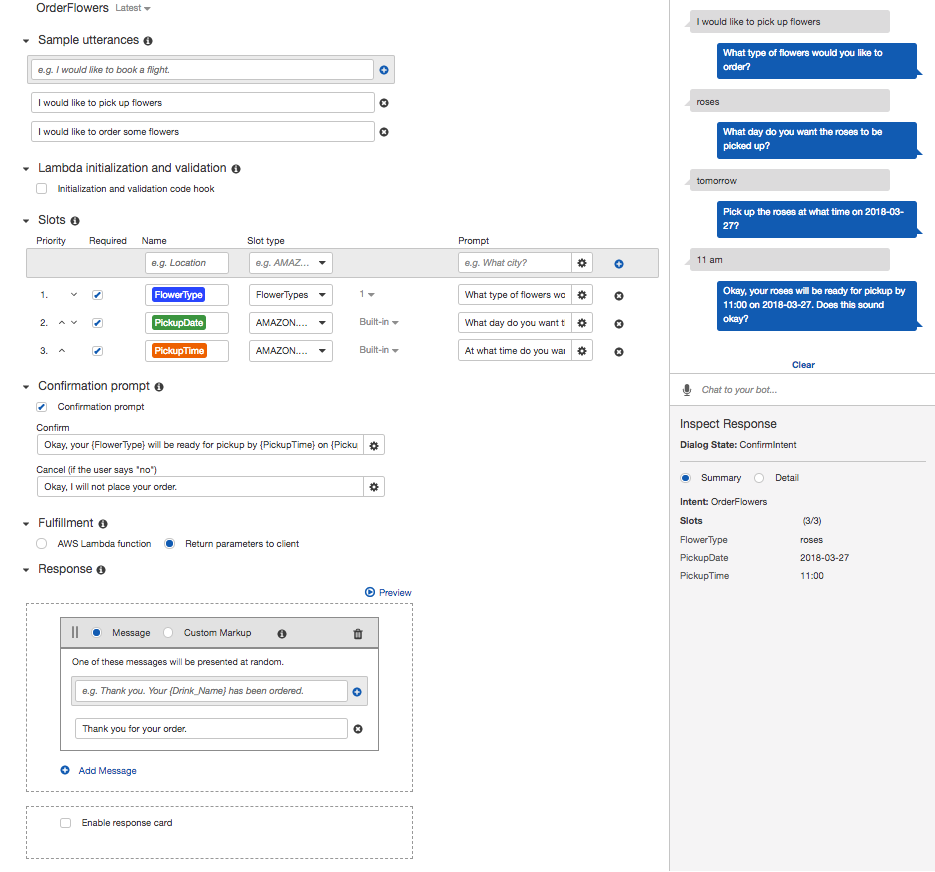 OrderFlowers Latest
Sample utterances
e.g. I would like to book a flight.
I would like to pick up flowers
I would like to order some flowers
Lambda initialization and validation
Initialization and validation code hook
Slots
Priority Required Name Slot type Prompt
e.g. Location e.g. AMAZ... e.g. What city?
1. FlowerType FlowerTypes 1 What type of flowers wo
2. PickupDate AMAZON.... Built-in What day do you want t
3. PickupTime AMAZON.... Built-in At what time do you war
Confirmation prompt
Confirmation prompt
Confirm
Okay, your {FlowerType} will be ready for pickup by {PickupTime} on {Picku
Cancel (if the user says "no")
Okay, I will not place your order.
Fulfillment
AWS Lambda function Return parameters to client
Response
Preview
Message Custom Markup
One of these messages will be presented at random.
e.g. Thank you. Your {Drink_Name} has been ordered.
Thank you for your order.
Add Message
Enable response card
I would like to pick up flowers
What type of flowers would you like to
order?
roses
What day do you want the roses to be
picked up?
tomorrow
Pick up the roses at what time on 2018-03-
27?
11 am
Okay, your roses will be ready for pickup by
11:00 on 2018-03-27. Does this sound
okay?
Clear
Chat to your bot...
Inspect Response
Dialog State: ConfirmIntent
Summary Detail
Intent: OrderFlowers
Slots (3/3)
FlowerType roses
PickupDate 2018-03-27
PickupTime 11:00